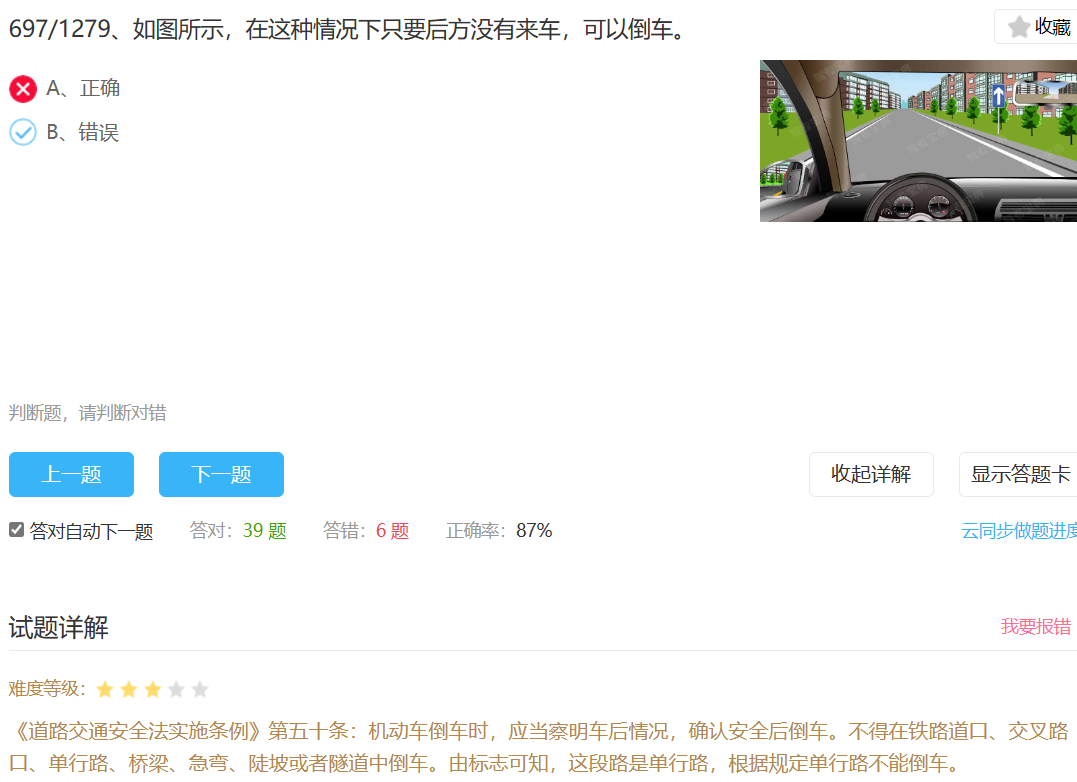 697/1279、如图所示，在这种情况下只要后方没有来车，可以倒车。
收藏
A、正确
B、错误
判断题，请判断对错
上一题
下一题
收起详解
显示答题卡
答对自动下一题 答对：39 题 答错：6 题 正确率：87%
云同步做题进度
试题详解
我要报错
难度等级：
《道路交通安全法实施条例》第五十条：机动车倒车时，应当察明车后情况，确认安全后倒车。不得在铁路道口、交叉路
口、单行路、桥梁、急弯、陡坡或者隧道中倒车。由标志可知，这段路是单行路，根据规定单行路不能倒车。